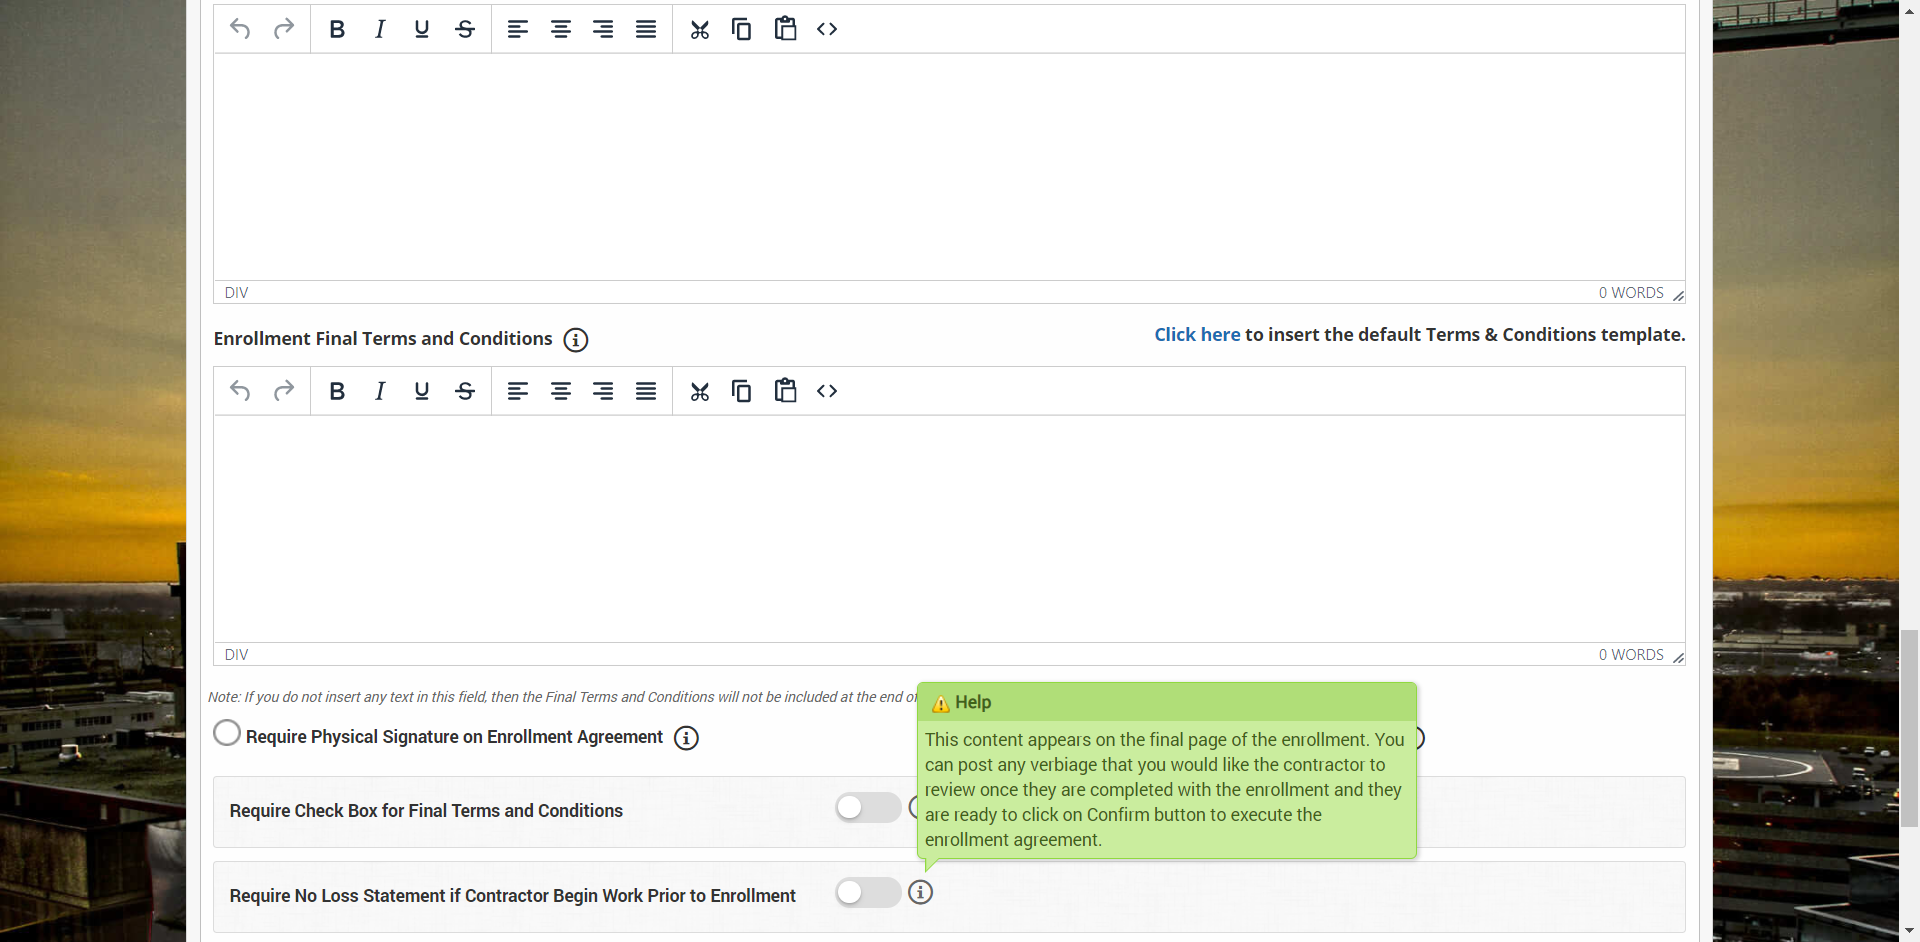 DIV
0 WORDS
Enrollment Final Terms and Conditions
Click here to insert the default Terms & Conditions template.
DIV
0 WORDS
Note: If you do not insert any text in this field, then the Final Terms and Conditions will not be included at the end of
Require Physical Signature on Enrollment Agreement
Help
This content appears on the final page of the enrollment. You
can post any verbiage that you would like the contractor to
review once they are completed with the enrollment and they
are ready to click on Confirm button to execute the
enrollment agreement.
Require Check Box for Final Terms and Conditions
Require No Loss Statement if Contractor Begin Work Prior to Enrollment